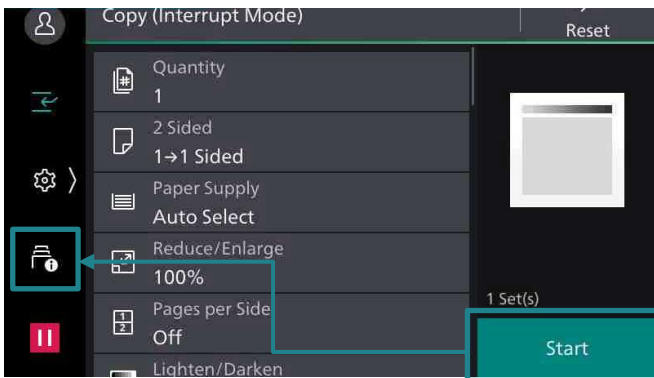 Copy (Interrupt Mode)
Reset
Quantity
1
2 Sided
1→1 Sided
Paper Supply
Auto Select
Reduce/Enlarge
100%
Pages per Side
Off
Lighten/Darken
1 Set(s)
Start